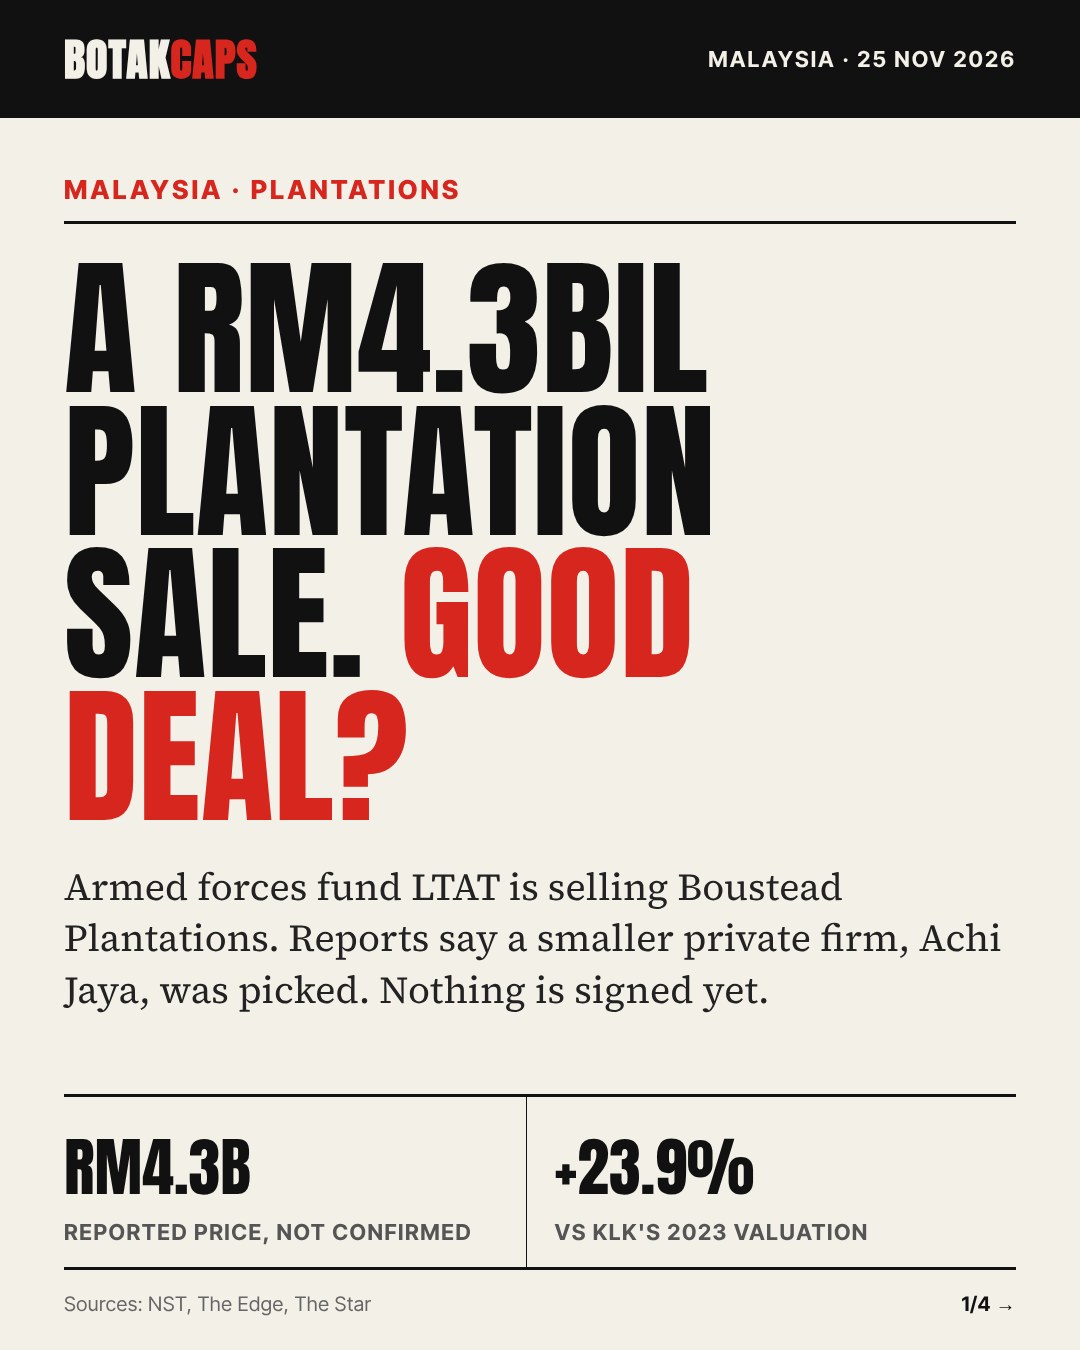 BOTAKCAPS
MALAYSIA · 25 NOV 2026
MALAYSIA · PLANTATIONS
A RM4.3BIL
PLANTATION
SALE. GOOD
DEAL?
Armed forces fund LTAT is selling Boustead
Plantations. Reports say a smaller private firm, Achi
Jaya, was picked. Nothing is signed yet.
RM4.3B
REPORTED PRICE, NOT CONFIRMED
+23.9%
VS KLK'S 2023 VALUATION
Sources: NST, The Edge, The Star
1/4 →